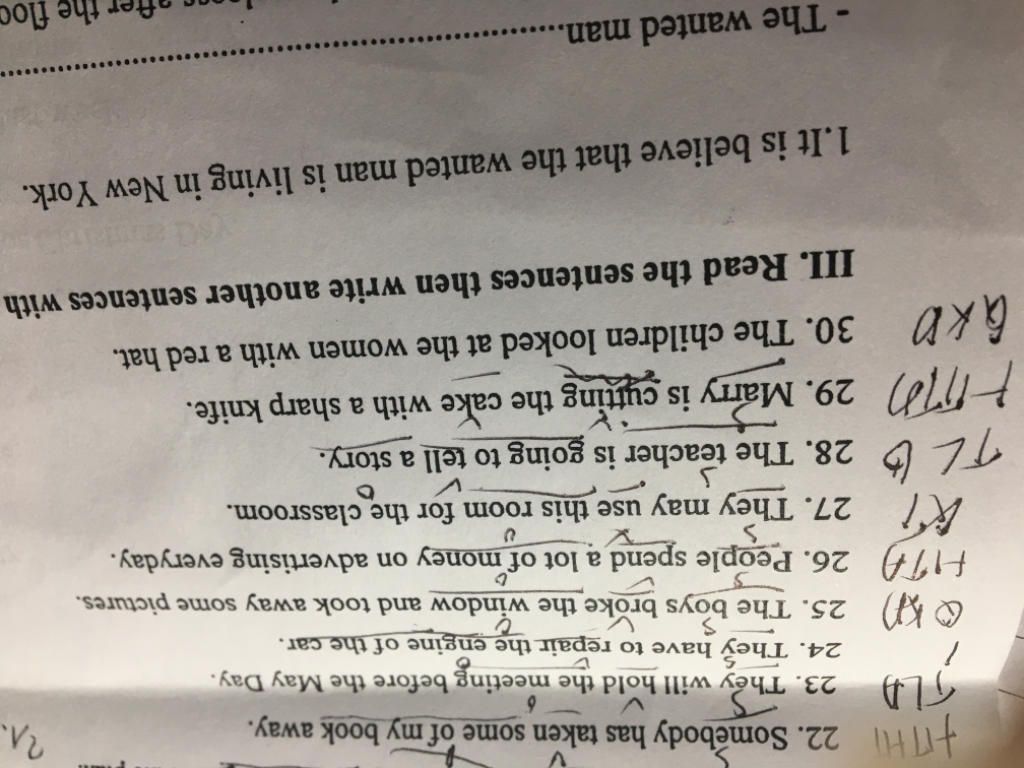 22. Somebody has taken some of my book away.
23. They will hold the meeting before the May Day.
24. They have to repair the engine of the car.
25. The boys broke the window and took away some pictures.
26. People spend a lot of money on advertising everyday.
27. They may use this room for the classroom.
28. The teacher is going to tell a story.
29. Marry is cutting the cake with a sharp knife.
30. The children looked at the women with a red hat.
III. Read the sentences then write another sentences with
1.It is believe that the wanted man is living in New York.
- The wanted man........................................
after the